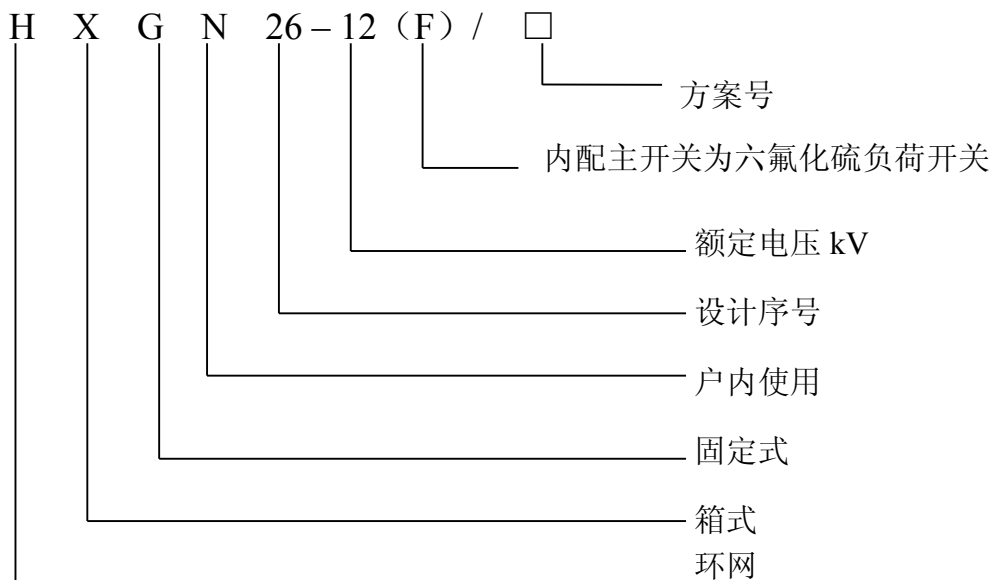 H X G N 26 – 12（F）/ □
方案号
内配主开关为六氟化硫负荷开关
额定电压 kV
设计序号
户内使用
固定式
箱式
环网